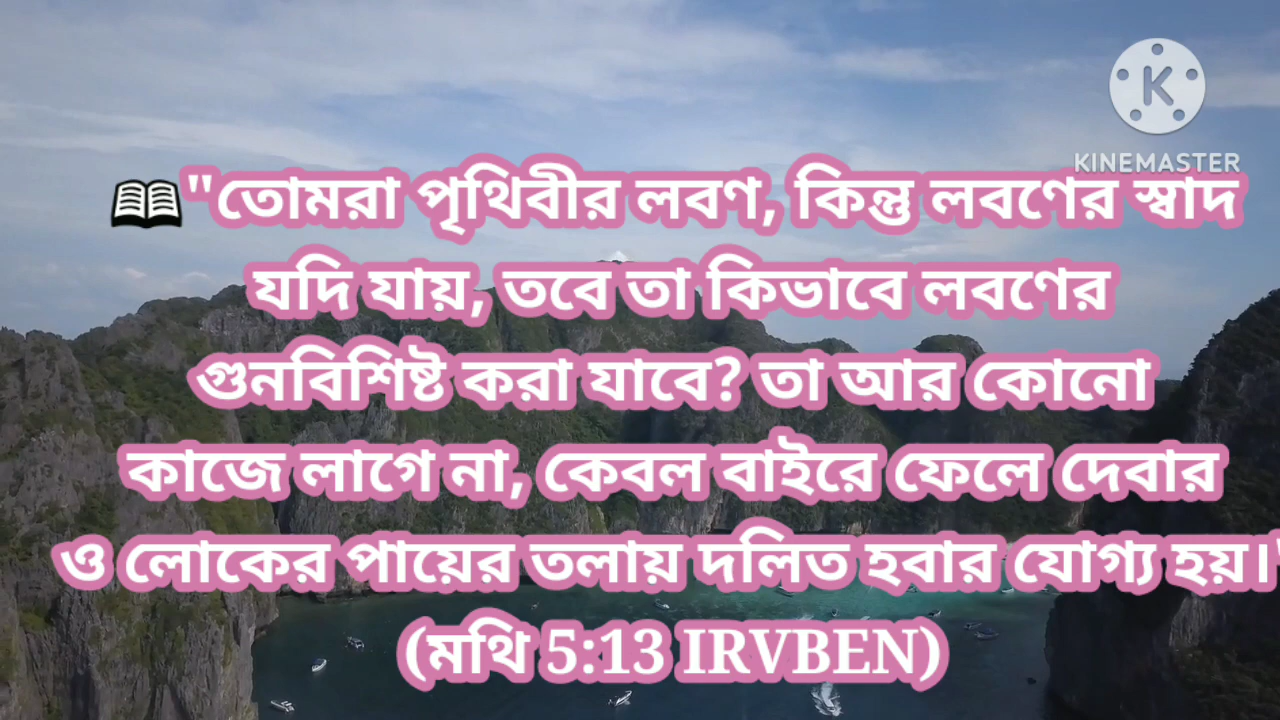 KINEMASTER
📖"তোমরা পৃথিবীর লবণ, কিন্তু লবণের স্বাদ
যদি যায়, তবে তা কিভাবে লবণের
গুনবিশিষ্ট করা যাবে? তা আর কোনো
কাজে লাগে না, কেবল বাইরে ফেলে দেবার
ও লোকের পায়ের তলায় দলিত হবার যোগ্য হয়।"
(মথি 5:13 IRVBEN)